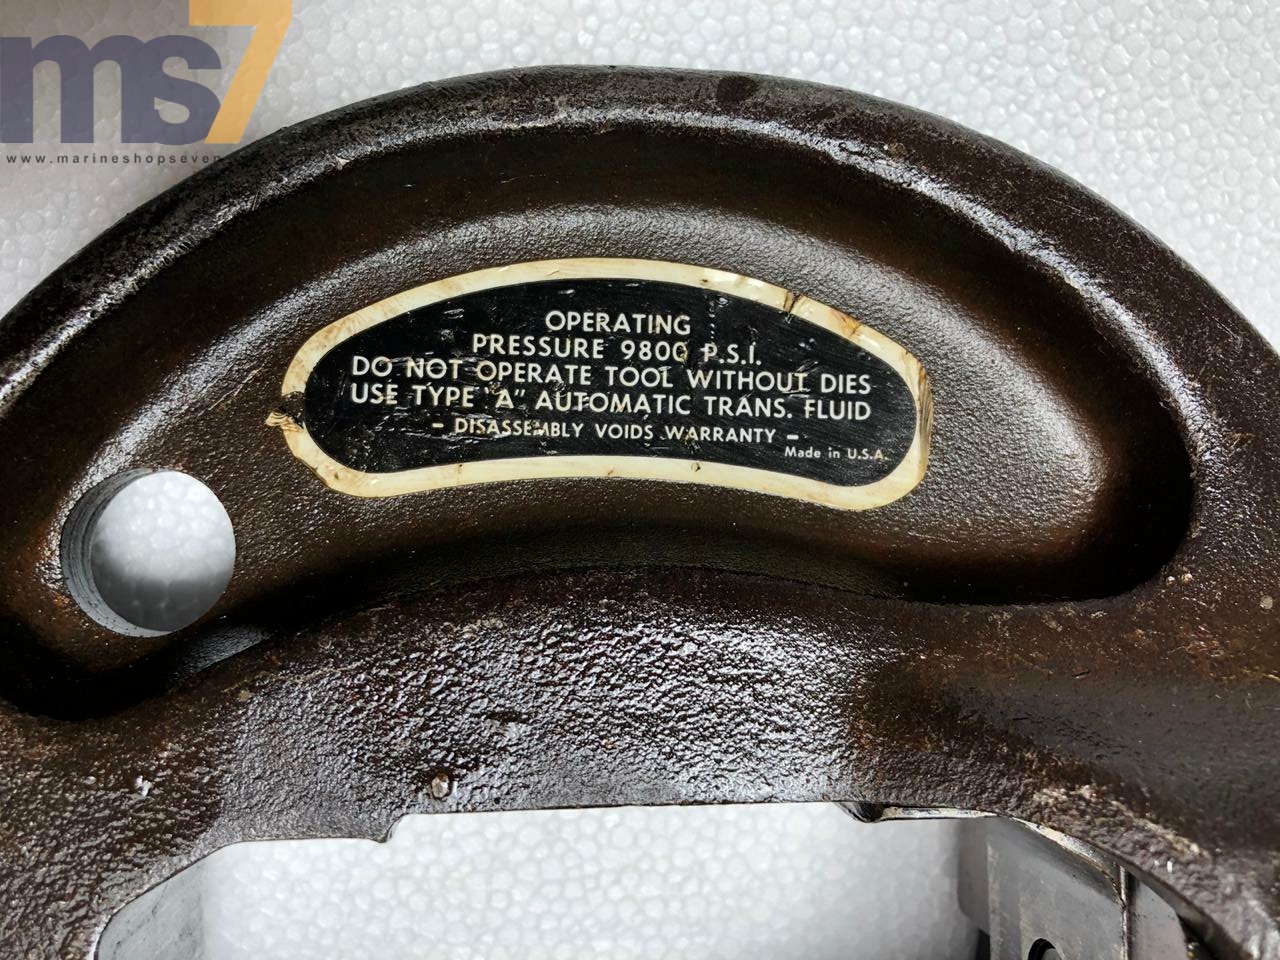 ms7
www.marineshopseven
OPERATING
PRESSURE 9800 P.S.I.
DO NOT OPERATE TOOL WITHOUT DIES
USE TYPE "A" AUTOMATIC TRANS. FLUID
- DISASSEMBLY VOIDS WARRANTY -
Made in U.S.A.